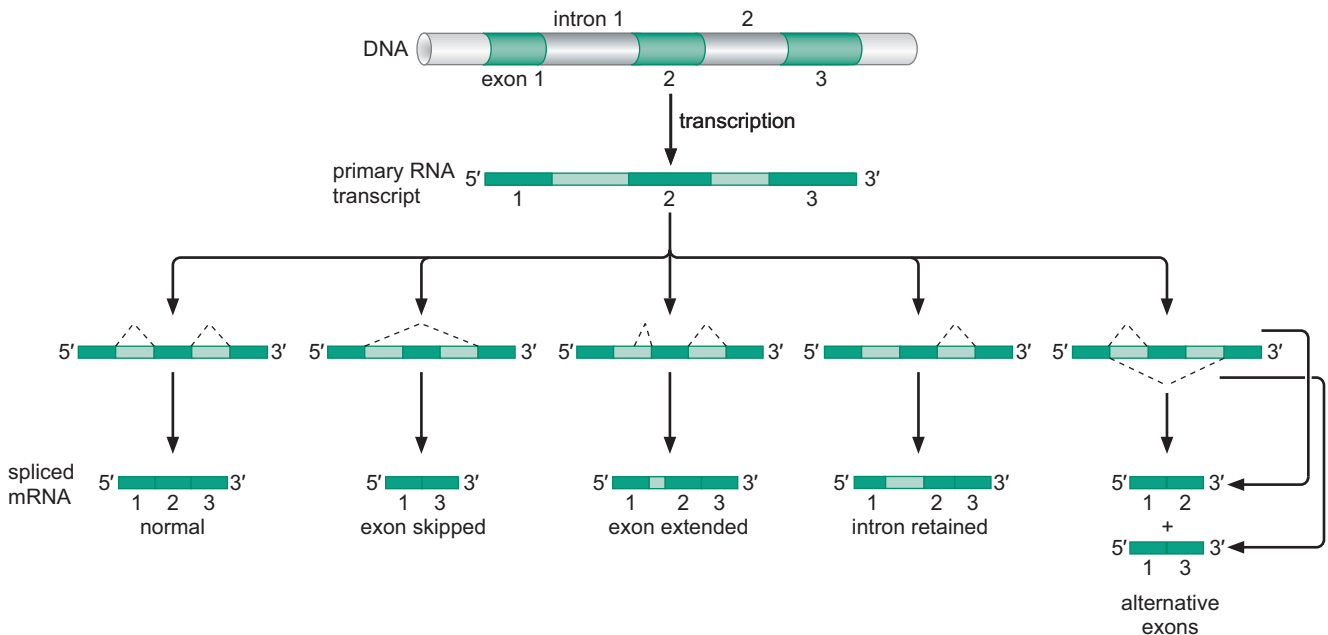 intron 1 2
DNA
exon 1 2 3
transcription
primary RNA
transcript
5′ 3′
1 2 3
5′ 3′ 5′ 3′ 5′ 3′ 5′ 3′ 5′ 3′
spliced
mRNA
5′ 3′ 5′ 3′ 5′ 3′ 5′ 3′ 5′ 3′
1 2 3 1 3 1 2 3 1 2 3 1 2
normal exon skipped exon extended intron retained
+
5′ 3′
1 3
alternative
exons